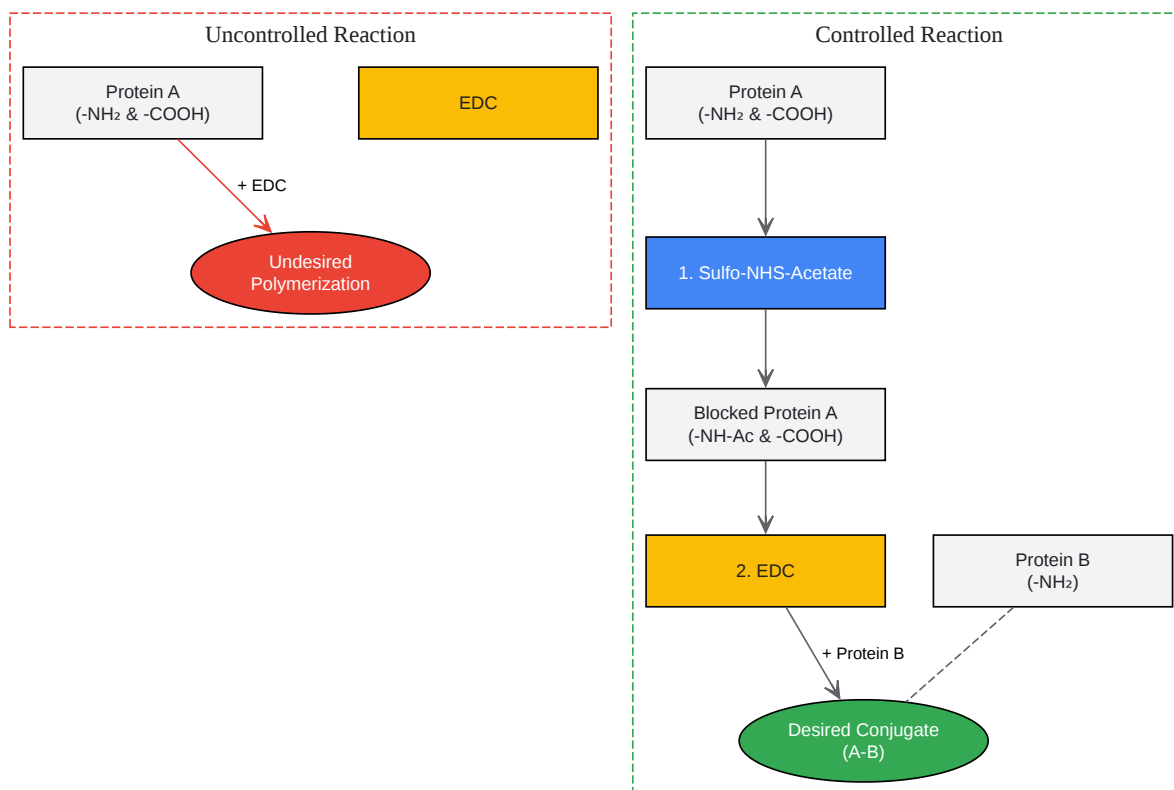 Uncontrolled Reaction
Protein A
(-NH₂ & -COOH)
EDC
+ EDC
Undesired
Polymerization
Controlled Reaction
Protein A
(-NH₂ & -COOH)
1. Sulfo-NHS-Acetate
Blocked Protein A
(-NH-Ac & -COOH)
2. EDC
Protein B
(-NH₂)
+ Protein B
Desired Conjugate
(A-B)